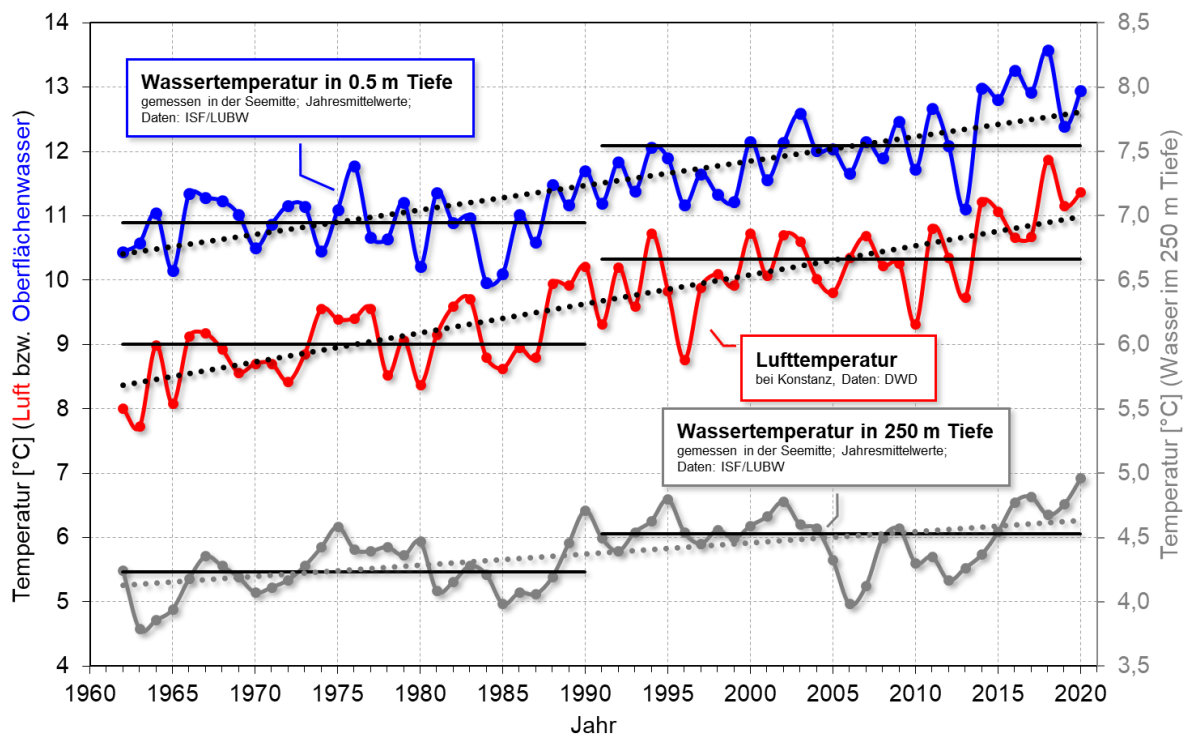 Temperatur [°C] (Luft bzw. Oberflächenwasser)
14
13
12
11
10
9
8
7
6
5
4
Wassertemperatur in 0.5 m Tiefe
gemessen in der Seemitte; Jahresmittelwerte;
Daten: ISF/LUBW
Lufttemperatur
bei Konstanz, Daten: DWD
Wassertemperatur in 250 m Tiefe
gemessen in der Seemitte; Jahresmittelwerte;
Daten: ISF/LUBW
8,5
8,0
7,5
7,0
6,5
6,0
5,5
5,0
4,5
4,0
3,5
Temperatur [°C] (Wasser im 250 m Tiefe)
1960 1965 1970 1975 1980 1985 1990 1995 2000 2005 2010 2015 2020
Jahr